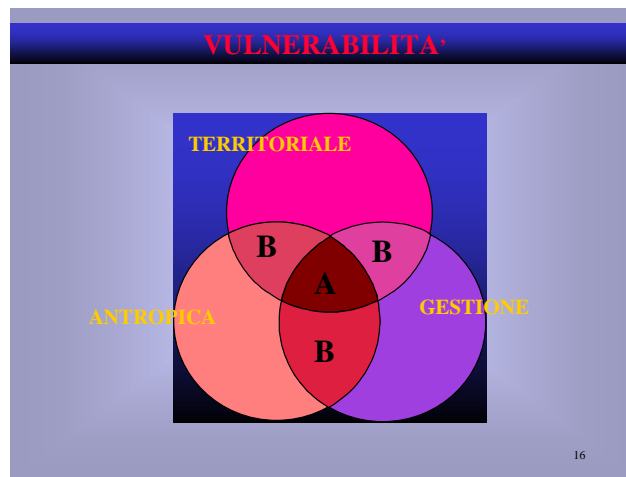 VULNERABILITA’
TERRITORIALE
B B
A
ANTROPICA GESTIONE
B
16